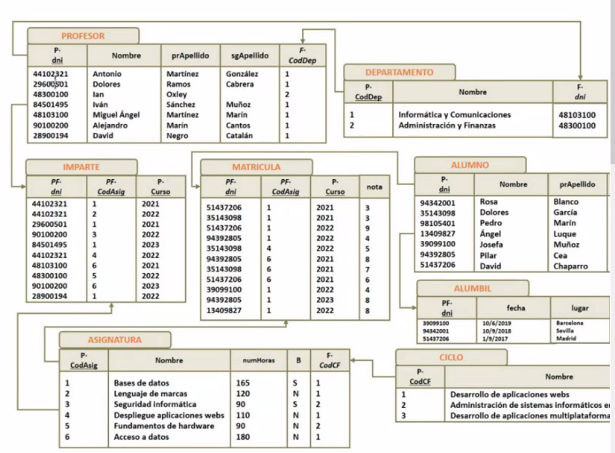 PROFESOR
P-
dni Nombre prApellido sgApellido F-
CodDep
44102321 Antonio Martínez González 1
29600501 Dolores Ramos Cabrera 1
48300100 Ian Oxley 2
84501495 Iván Sánchez Muñoz 1
48103100 Miguel Ángel Martínez Marín 1
90100200 Alejandro Marín Cantos 1
28900194 David Negro Catalán 1
DEPARTAMENTO
P-
CodDep Nombre F-
dni
1 Informática y Comunicaciones 48103100
2 Administración y Finanzas 48300100
IMPARTE
PF-
dni PF-
CodAsig P-
Curso
44102321 1 2021
44102321 2 2022
29600501 1 2021
90100200 3 2022
84501495 1 2023
44102321 4 2022
48103100 6 2021
48300100 5 2022
90100200 6 2023
28900194 1 2022
MATRICULA
PF-
dni PF-
CodAsig P-
Curso nota
51437206 1 2021 3
35143098 1 2021 3
51437206 1 2022 9
94392805 1 2022 4
35143098 4 2022 5
94392805 6 2021 8
35143098 6 2021 7
51437206 6 2021 6
39099100 1 2022 4
94392805 1 2023 8
13409827 1 2022 8
ALUMNO
P-
dni Nombre prApellido
94342001 Rosa Blanco
35143098 Dolores García
98105401 Pedro Marín
13409827 Ángel Luque
39099100 Josefa Muñoz
94392805 Pilar Cea
51437206 David Chaparro
ALUMBIL
PF-
dni fecha lugar
39099100 10/6/2019 Barcelona
94342001 10/9/2018 Sevilla
51437206 1/9/2017 Madrid
ASIGNATURA
P-
CodAsig Nombre numHoras B F-
CodCF
1 Bases de datos 165 S 1
2 Lenguaje de marcas 120 N 1
3 Seguridad informática 90 S 2
4 Despliegue aplicaciones webs 110 N 1
5 Fundamentos de hardware 90 N 2
6 Acceso a datos 180 N 1
CICLO
P-
CodCF Nombre
1 Desarrollo de aplicaciones webs
2 Administración de sistemas informáticos e
3 Desarrollo de aplicaciones multiplataforma